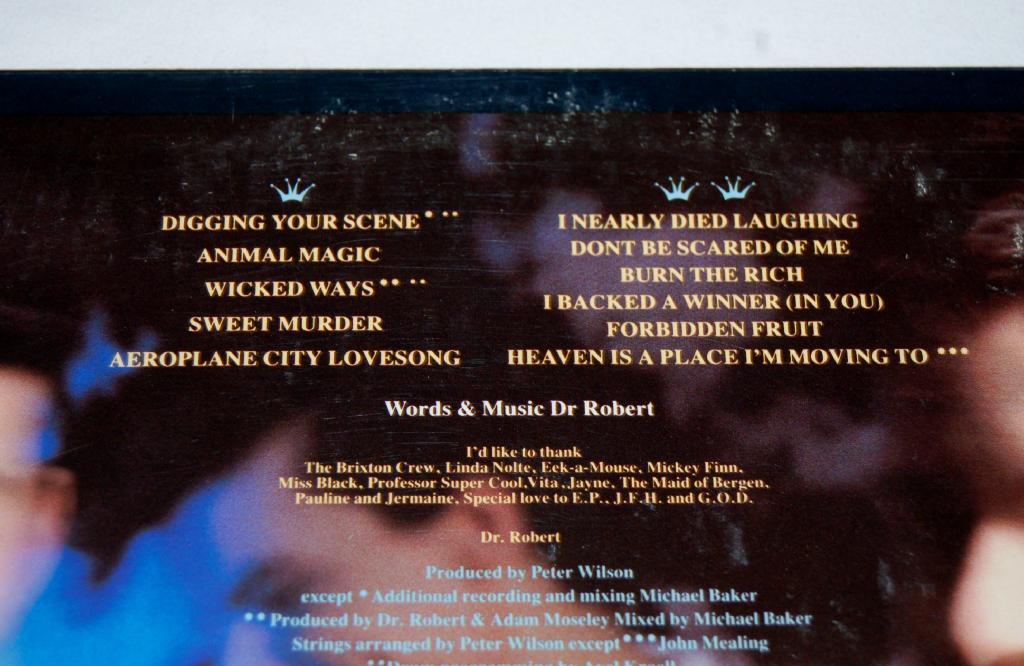 DIGGING YOUR SCENE* **
ANIMAL MAGIC
WICKED WAYS** **
SWEET MURDER
AEROPLANE CITY LOVESONG
I NEARLY DIED LAUGHING
DONT BE SCARED OF ME
BURN THE RICH
I BACKED A WINNER (IN YOU)
FORBIDDEN FRUIT
HEAVEN IS A PLACE I'M MOVING TO ***
Words & Music Dr Robert
I'd like to thank
The Brixton Crew, Linda Nolte, Eek-a-Mouse, Mickey Finn,
Miss Black, Professor Super Cool,Vita,,Jayne, The Maid of Bergen,
Pauline and Jermaine, Special love to E.P., J.F.H. and G.O.D.
Dr. Robert
Produced by Peter Wilson
except * Additional recording and mixing Michael Baker
** Produced by Dr. Robert & Adam Moseley Mixed by Michael Baker
Strings arranged by Peter Wilson except ***John Mealing